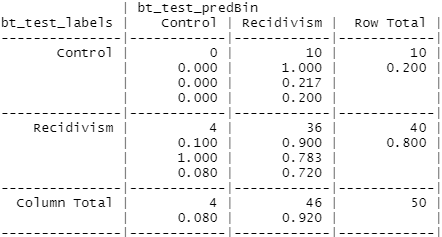 | bt_test_predBin
bt_test_labels | Control | Recidivism | Row Total |
---------------|-----------|------------|-----------|
Control | 0 | 10 | 10 |
| 0.000 | 1.000 | 0.200 |
| 0.000 | 0.217 | |
| 0.000 | 0.200 | |
---------------|-----------|------------|-----------|
Recidivism | 4 | 36 | 40 |
| 0.100 | 0.900 | 0.800 |
| 1.000 | 0.783 | |
| 0.080 | 0.720 | |
---------------|-----------|------------|-----------|
Column Total | 4 | 46 | 50 |
| 0.080 | 0.920 | |
---------------|-----------|------------|-----------|